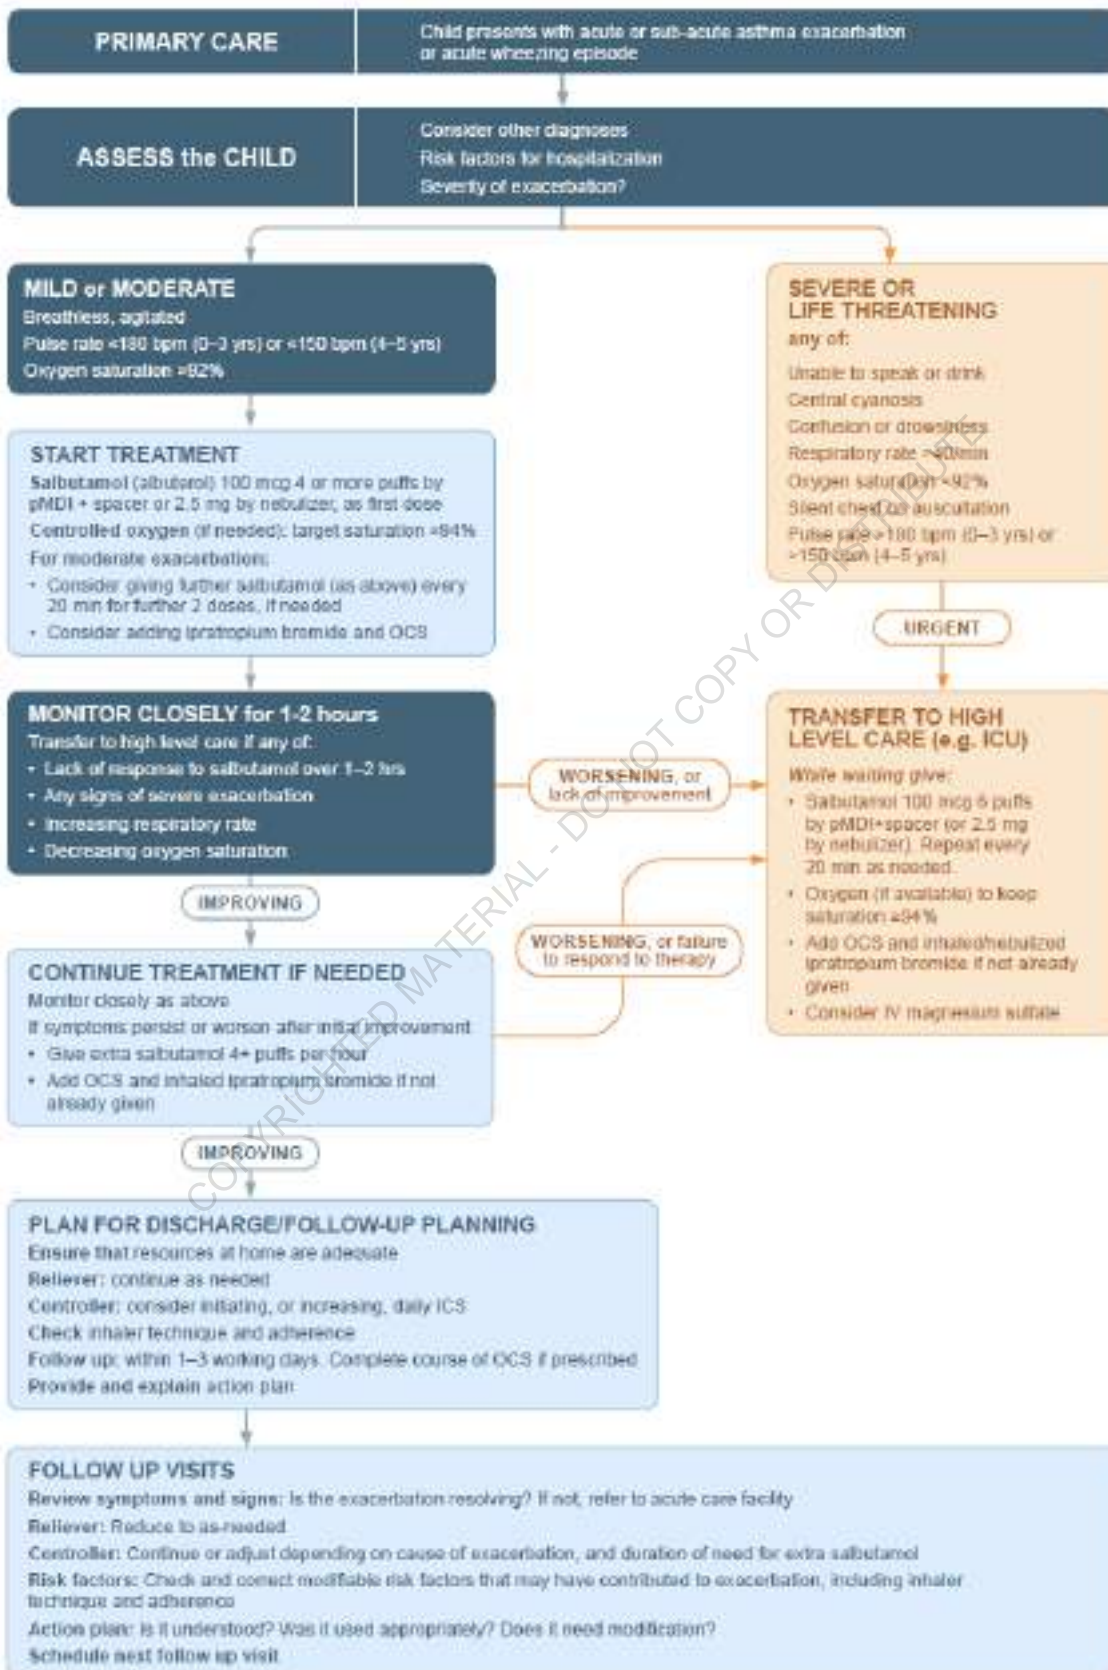 PRIMARY CARE
Child presents with acute or sub-acute asthma exacerbation
or acute wheezing episode
ASSESS the CHILD
Consider other diagnoses
Risk factors for hospitalization
Severity of exacerbation?
MILD or MODERATE
Breathless, agitated
Pulse rate ≤180 bpm (0–3 yrs) or ≤150 bpm (4–5 yrs)
Oxygen saturation ≥92%
SEVERE OR
LIFE THREATENING
any of:
Unable to speak or drink
Central cyanosis
Confusion or drowsiness
Respiratory rate >40/min
Oxygen saturation <92%
Silent chest on auscultation
Pulse rate >180 bpm (0–3 yrs) or
>150 bpm (4–5 yrs)
START TREATMENT
Salbutamol (albuterol) 100 mcg 4 or more puffs by
pMDI + spacer or 2.5 mg by nebulizer, as first dose
Controlled oxygen (if needed): target saturation ≥94%
For moderate exacerbation:
• Consider giving further salbutamol (as above) every
20 min for further 2 doses, if needed
• Consider adding ipratropium bromide and OCS
URGENT
MONITOR CLOSELY for 1-2 hours
Transfer to high level care if any of:
• Lack of response to salbutamol over 1–2 hrs
• Any signs of severe exacerbation
• Increasing respiratory rate
• Decreasing oxygen saturation
WORSENING, or
lack of improvement
TRANSFER TO HIGH
LEVEL CARE (e.g. ICU)
While waiting give:
• Salbutamol 100 mcg 6 puffs
by pMDI+spacer (or 2.5 mg
by nebulizer). Repeat every
20 min as needed.
• Oxygen (if available) to keep
saturation ≥94%
• Add OCS and inhaled/nebulized
ipratropium bromide if not already
given
• Consider IV magnesium sulfate
IMPROVING
WORSENING, or failure
to respond to therapy
CONTINUE TREATMENT IF NEEDED
Monitor closely as above
If symptoms persist or worsen after initial improvement
• Give extra salbutamol 4+ puffs per hour
• Add OCS and inhaled ipratropium bromide if not
already given
IMPROVING
PLAN FOR DISCHARGE/FOLLOW-UP PLANNING
Ensure that resources at home are adequate
Reliever: continue as needed
Controller: consider initiating, or increasing, daily ICS
Check inhaler technique and adherence
Follow up: within 1–3 working days. Complete course of OCS if prescribed
Provide and explain action plan
FOLLOW UP VISITS
Review symptoms and signs: Is the exacerbation resolving? If not, refer to acute care facility
Reliever: Reduce to as-needed
Controller: Continue or adjust depending on cause of exacerbation, and duration of need for extra salbutamol
Risk factors: Check and correct modifiable risk factors that may have contributed to exacerbation, including inhaler
technique and adherence
Action plan: Is it understood? Was it used appropriately? Does it need modification?
Schedule next follow up visit
COPYRIGHTED MATERIAL - DO NOT COPY OR DISTRIBUTE